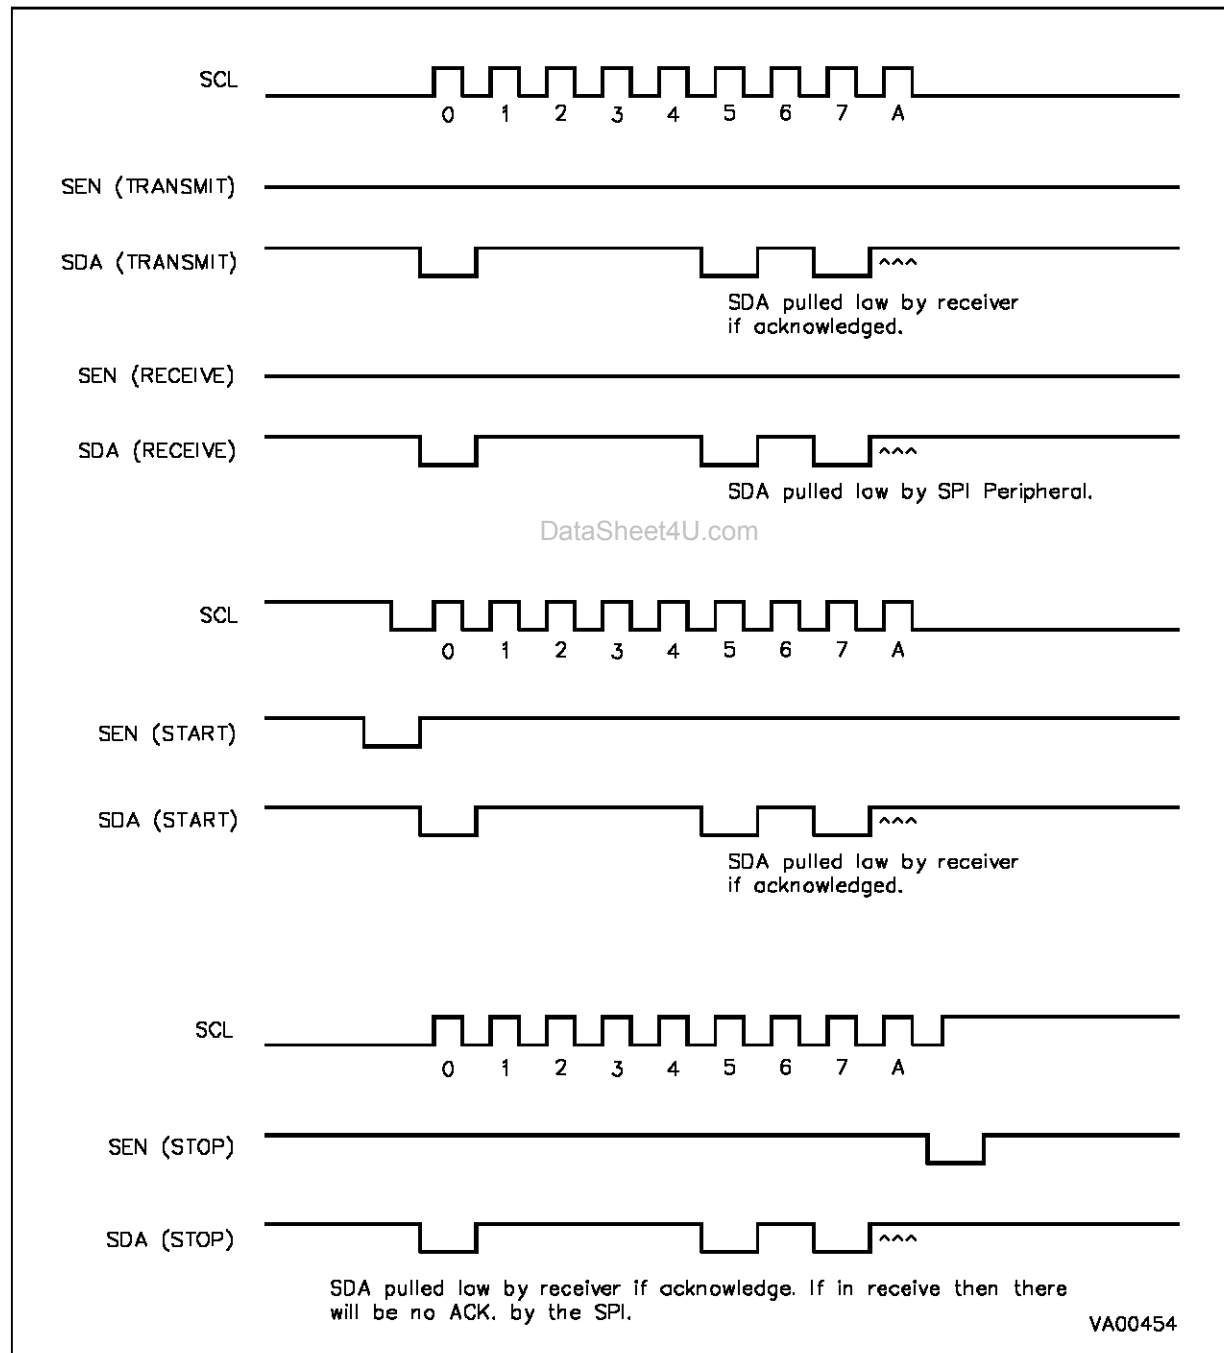 SCL
0 1 2 3 4 5 6 7 A
SEN (TRANSMIT)
SDA (TRANSMIT)
^^^
SDA pulled low by receiver
if acknowledged.
SEN (RECEIVE)
SDA (RECEIVE)
^^^
SDA pulled low by SPI Peripheral.
DataSheet4U.com
SCL
0 1 2 3 4 5 6 7 A
SEN (START)
SDA (START)
^^^
SDA pulled low by receiver
if acknowledged.
SCL
0 1 2 3 4 5 6 7 A
SEN (STOP)
SDA (STOP)
^^^
SDA pulled low by receiver if acknowledge. If in receive then there
will be no ACK. by the SPI.
VA00454